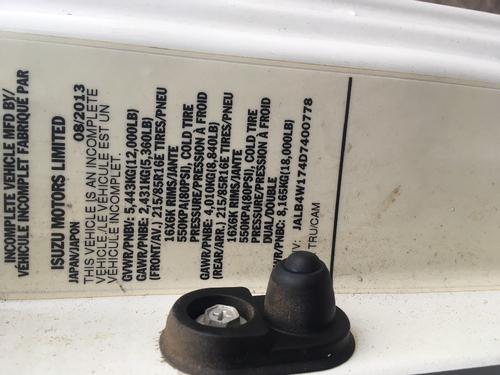 INCOMPLETE VEHICLE MFD BY/
VÉHICULE INCOMPLET FABRIQUÉ PAR
ISUZU MOTORS LIMITED
JAPAN/JAPON 08/2013
THIS VEHICLE IS AN INCOMPLETE
VEHICLE./LE VÉHICULE EST UN
VEHICULE INCOMPLET
GVWR/PNBV: 5,443KG(12,000LB)
GAWR/PNBE: 2,431KG(5,360LB)
(FRONT/AV.) 215/85R16E TIRES/PNEU
16X6K RIMS/JANTE
550KPA(80PSI), COLD TIRE
PRESSURE/PRESSION À FROID
GAWR/PNBE: 4,010KG(8,840LB)
(REAR/ARR.) 215/85R16E TIRES/PNEU
16X6K RIMS/JANTE
550KPA(80PSI), COLD TIRE
PRESSURE/PRESSION À FROID
DUAL/DOUBLE
WR/PNBC: 8,165KG(18,000LB)
V: JALB4W174D7400778
TRU/CAM